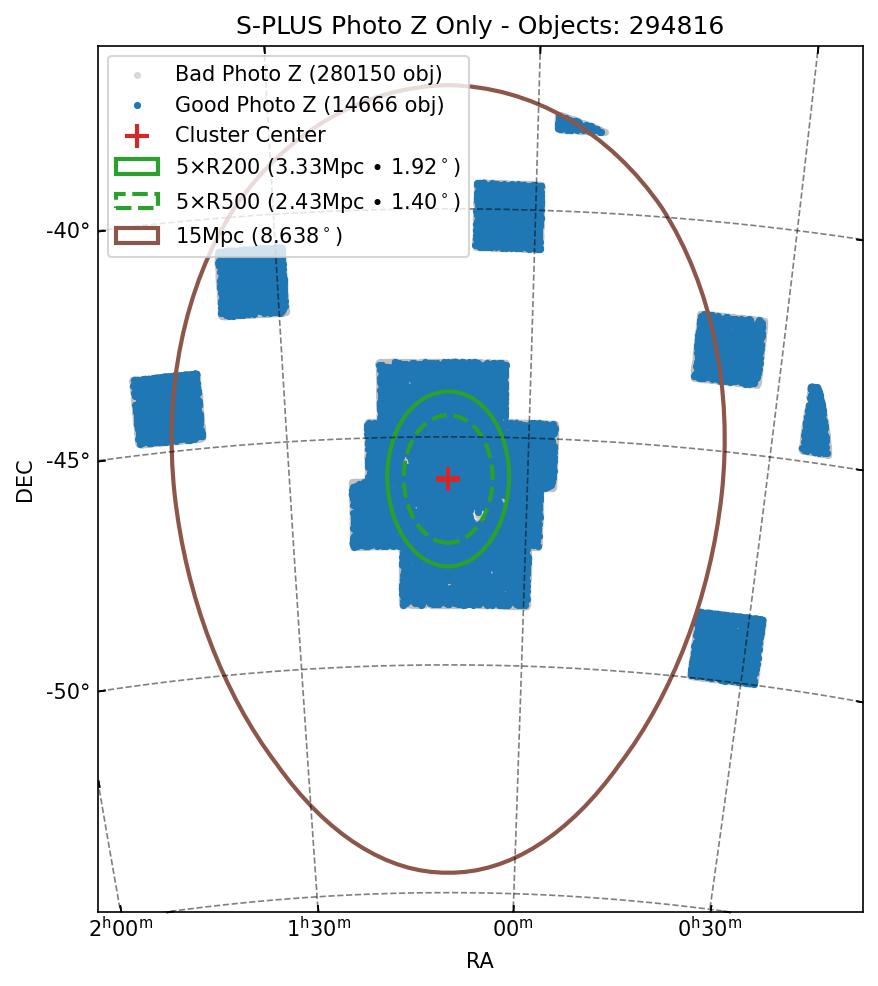 S-PLUS Photo Z Only - Objects: 294816
Bad Photo Z (280150 obj)
Good Photo Z (14666 obj)
Cluster Center
5×R200 (3.33Mpc • 1.92°)
5×R500 (2.43Mpc • 1.40°)
15Mpc (8.638°)
-40°
-45°
-50°
DEC
2ʰ00ᵐ 1ʰ30ᵐ 00ᵐ 0ʰ30ᵐ
RA